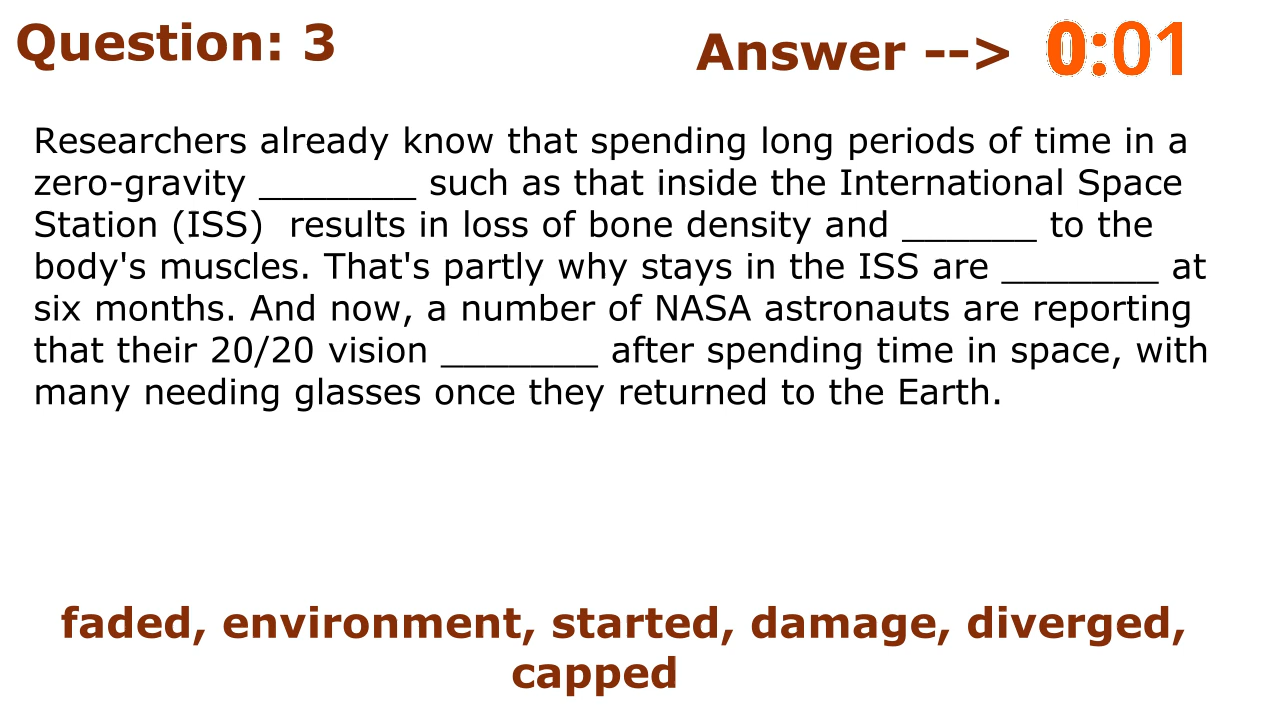 Question: 3
Answer --> 0:01
Researchers already know that spending long periods of time in a
zero-gravity ________ such as that inside the International Space
Station (ISS)  results in loss of bone density and _______ to the
body's muscles. That's partly why stays in the ISS are ________ at
six months. And now, a number of NASA astronauts are reporting
that their 20/20 vision ________ after spending time in space, with
many needing glasses once they returned to the Earth.
faded, environment, started, damage, diverged,
capped